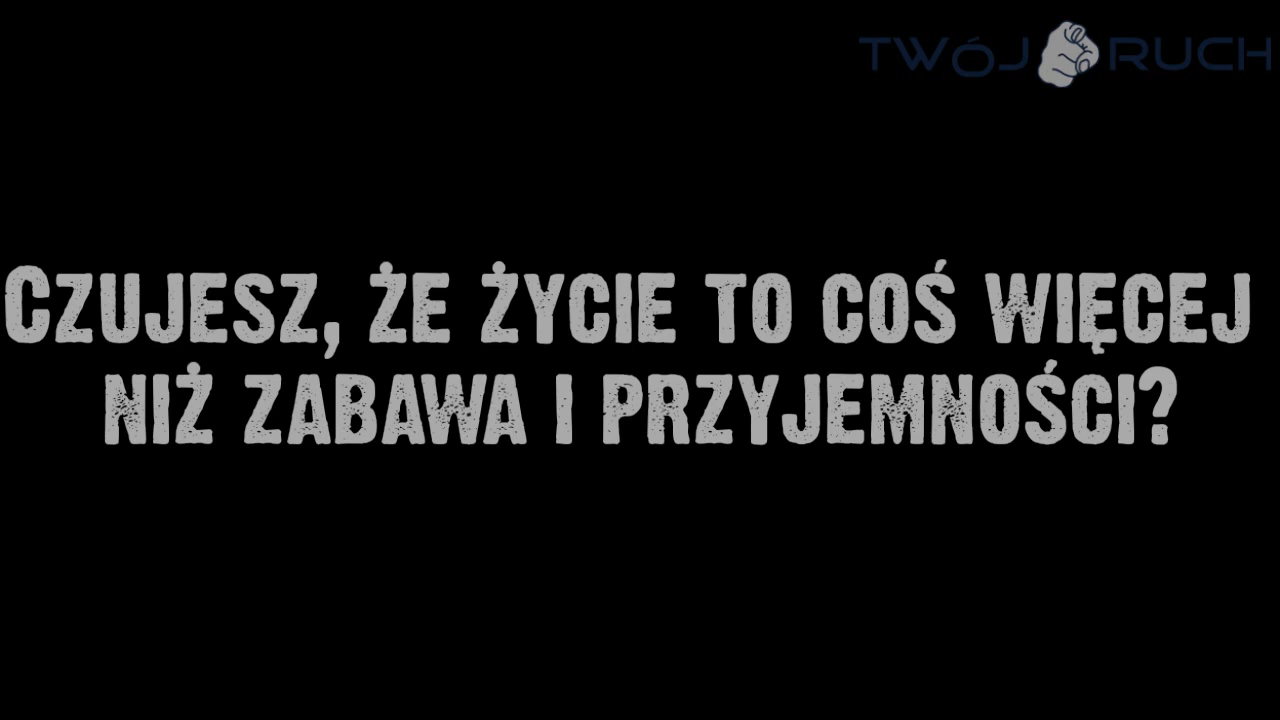 TWÓJ RUCH
CZUJESZ, ŻE ŻYCIE TO COŚ WIĘCEJ
NIŻ ZABAWA I PRZYJEMNOŚCI?